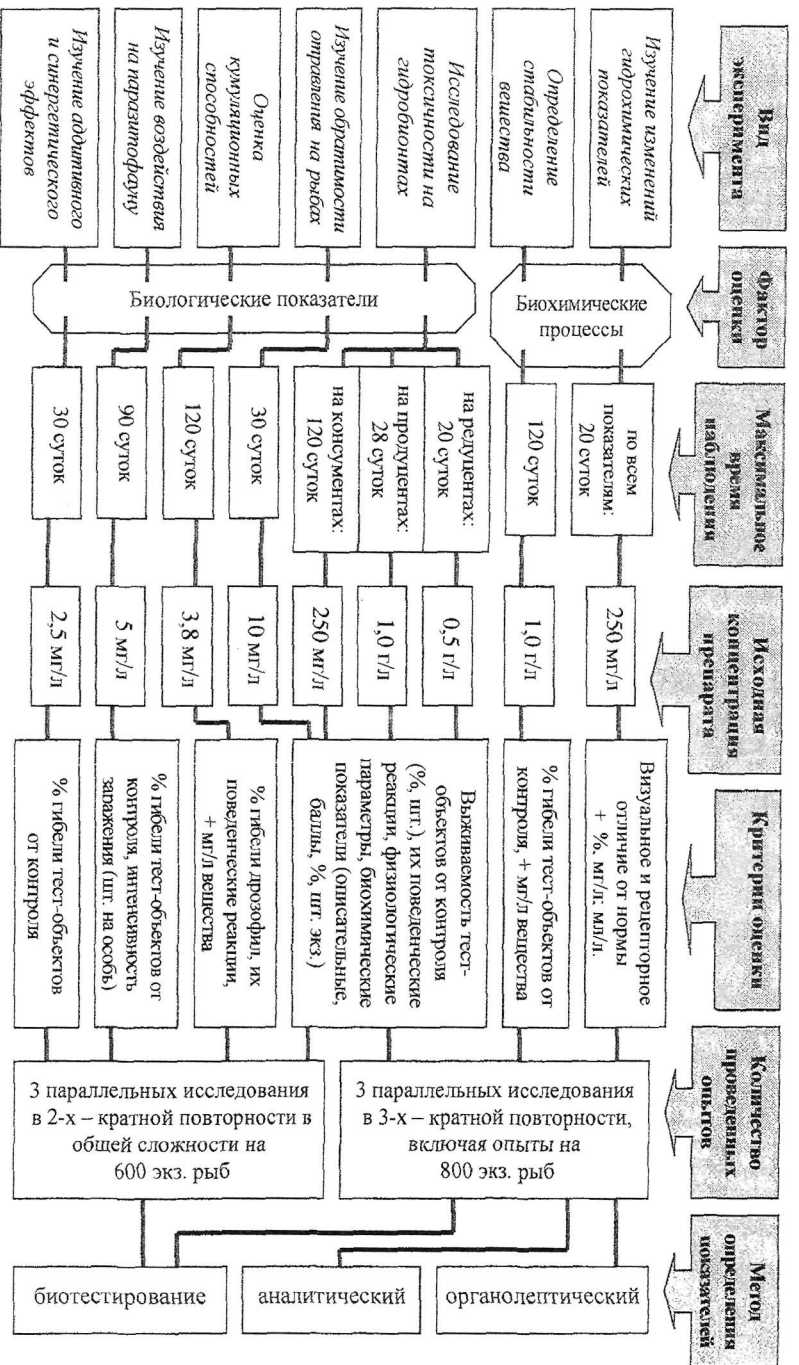 Вид
эксперимента
Изучение изменений
гидрохимических
показателей
Определение
стабильности
вещества
Исследование
токсичности на
гидробионтах
Изучение обратимости
отравления на рыбах
Оценка
кумуляционных
способностей
Изучение воздействия
на паразитофауну
Изучение аддитивного
и синергетического
эффектов
Фактор
оценки
Биохимические
процессы
Биологические показатели
Максимальное
время
наблюдения
по всем
показателям:
20 суток
120 суток
на редуцентах:
20 суток
на продуцентах:
28 суток
на консументах:
120 суток
30 суток
120 суток
90 суток
30 суток
Исходная
концентрация
препарата
250 мг/л
1,0 г/л
0,5 г/л
1,0 г/л
250 мг/л
10 мг/л
3,8 мг/л
5 мг/л
2,5 мг/л
Критерии оценки
Визуальное и рецепторное
отличие от нормы
+ %, мг/л: мл/л.
% гибели тест-объектов от
контроля, + мг/л вещества
Выживаемость тест-
объектов от контроля
(%, шт.), их поведенческие
реакции, физиологические
параметры, биохимические
показатели (описательные,
баллы, %, шт. экз.)
% гибели дрозофил, их
поведенческие реакции,
+ мг/л вещества
% гибели тест-объектов от
контроля, интенсивность
заражения (шт. на особь)
% гибели тест-объектов
от контроля
Количество
проведенных
опытов
3 параллельных исследования
в 3-х – кратной повторности,
включая опыты на
800 экз. рыб
3 параллельных исследования
в 2-х – кратной повторности в
общей сложности на
600 экз. рыб
Метод
определения
показателей
органолептический
аналитический
биотестирование